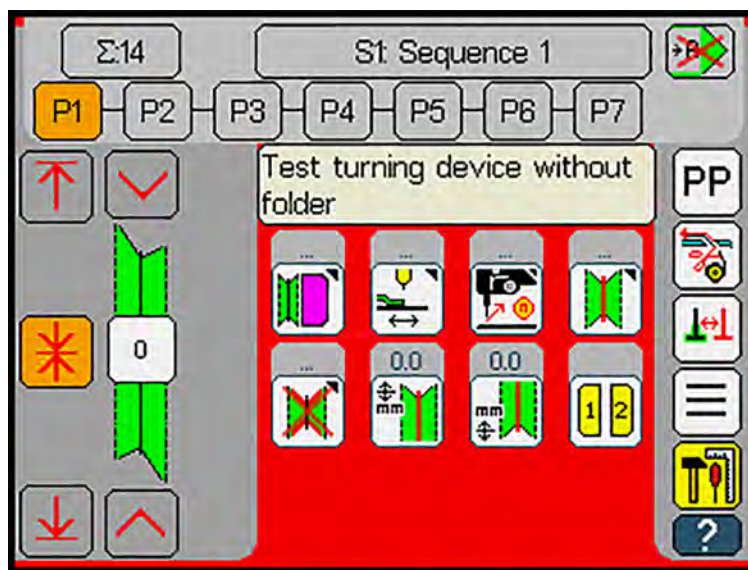 Σ:14
S1: Sequence 1
P1 P2 P3 P4 P5 P6 P7
Test turning device without
folder
PP
... ... ... ...
0
... 0.0 0.0
mm mm 1 2
?